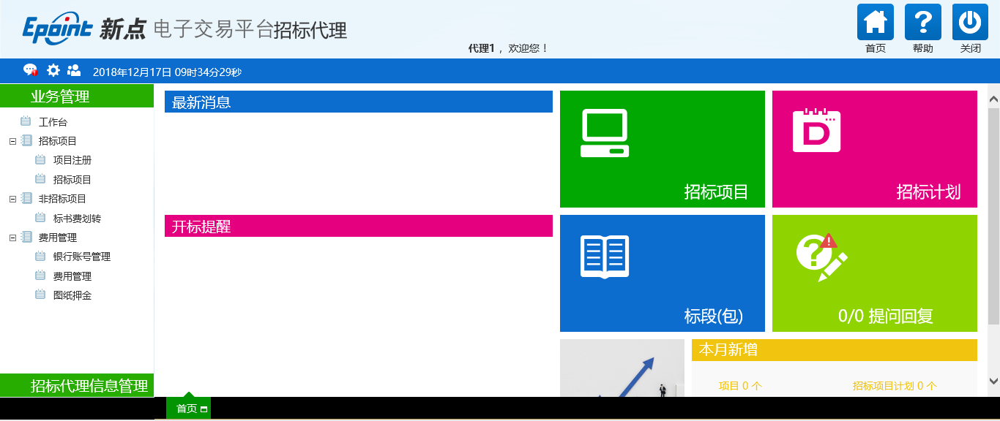 Epoint 新点 电子交易平台招标代理
代理1 ，欢迎您！
首页
帮助
关闭
2018年12月17日 09时34分29秒
业务管理
工作台
招标项目
项目注册
招标项目
非招标项目
标书费划转
费用管理
银行账号管理
费用管理
图纸押金
招标代理信息管理
最新消息
开标提醒
招标项目
D
招标计划
标段(包)
0/0 提问回复
本月新增
项目 0 个
招标项目计划 0 个
首页